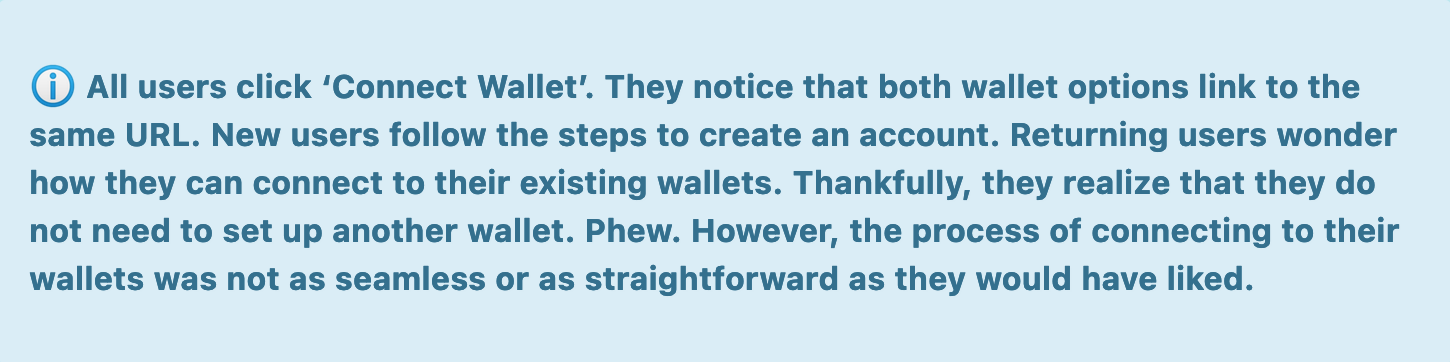 All users click ‘Connect Wallet’. They notice that both wallet options link to the
same URL. New users follow the steps to create an account. Returning users wonder
how they can connect to their existing wallets. Thankfully, they realize that they do
not need to set up another wallet. Phew. However, the process of connecting to their
wallets was not as seamless or as straightforward as they would have liked.